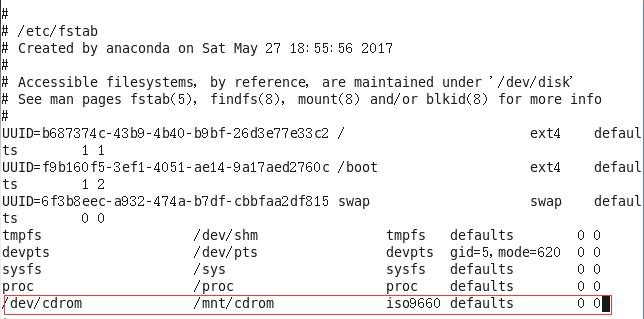 #
# /etc/fstab
# Created by anaconda on Sat May 27 18:55:56 2017
#
# Accessible filesystems, by reference, are maintained under '/dev/disk'
# See man pages fstab(5), findfs(8), mount(8) and/or blkid(8) for more info
#
UUID=b687374c-43b9-4b40-b9bf-26d3e77e33c2 / ext4 defaul
ts 1 1
UUID=f9b160f5-3ef1-4051-ae14-9a17aed2760c /boot ext4 defaul
ts 1 2
UUID=6f3b8eec-a932-474a-b7df-cbbfaa2df815 swap swap defaul
ts 0 0
tmpfs /dev/shm tmpfs defaults 0 0
devpts /dev/pts devpts gid=5,mode=620 0 0
sysfs /sys sysfs defaults 0 0
proc /proc proc defaults 0 0
/dev/cdrom /mnt/cdrom iso9660 defaults 0 0